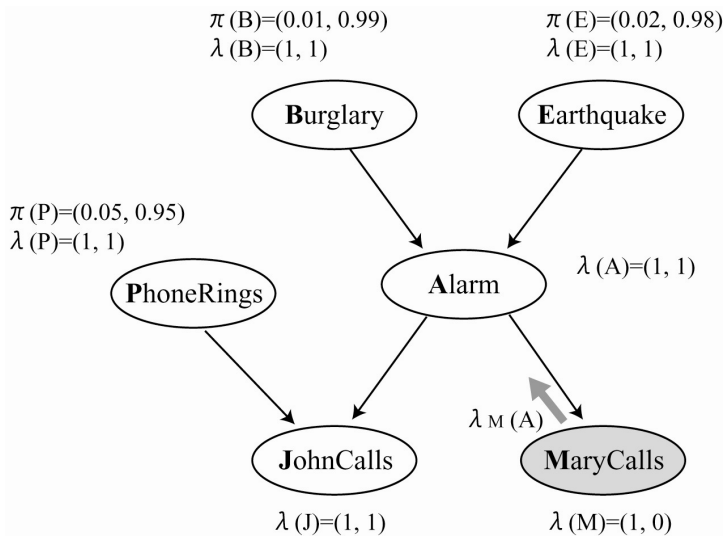 π (B)=(0.01, 0.99)
λ (B)=(1, 1)
π (E)=(0.02, 0.98)
λ (E)=(1, 1)
Burglary
Earthquake
π (P)=(0.05, 0.95)
λ (P)=(1, 1)
PhoneRings
Alarm
λ (A)=(1, 1)
λ M (A)
JohnCalls
MaryCalls
λ (J)=(1, 1)
λ (M)=(1, 0)